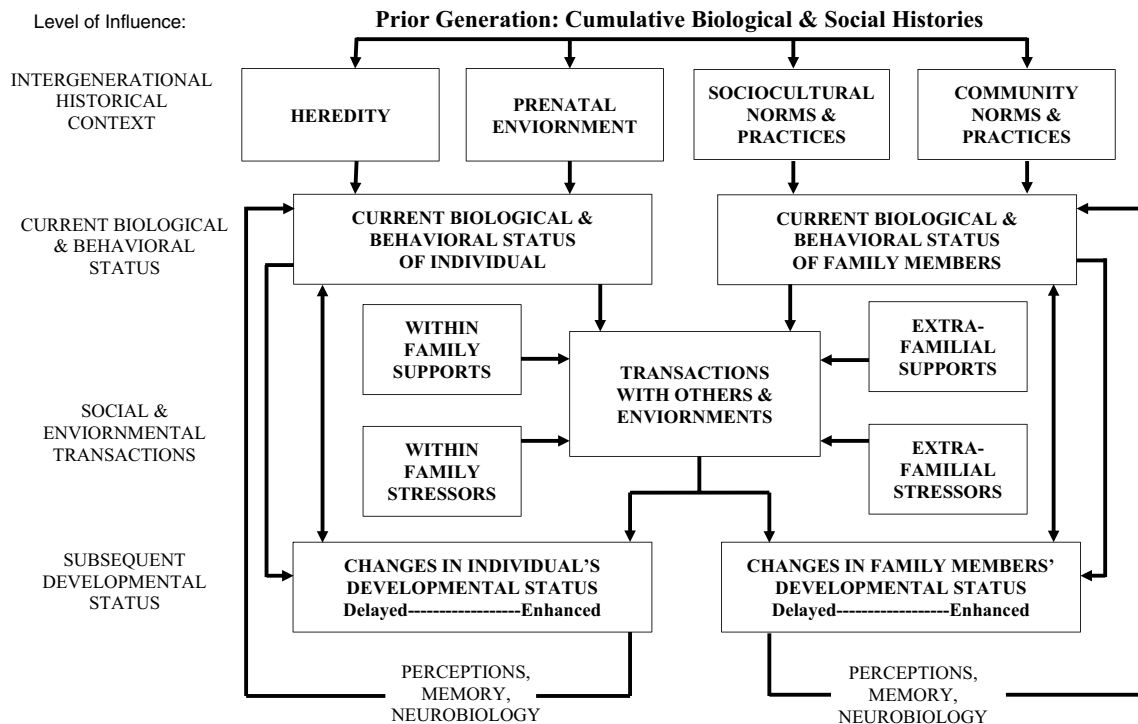 Level of Influence:
Prior Generation: Cumulative Biological & Social Histories
INTERGENERATIONAL
HISTORICAL
CONTEXT
HEREDITY
PRENATAL
ENVIORNMENT
SOCIOCULTURAL
NORMS &
PRACTICES
COMMUNITY
NORMS &
PRACTICES
CURRENT BIOLOGICAL
& BEHAVIORAL
STATUS
CURRENT BIOLOGICAL &
BEHAVIORAL STATUS
OF INDIVIDUAL
CURRENT BIOLOGICAL &
BEHAVIORAL STATUS
OF FAMILY MEMBERS
SOCIAL &
ENVIORNMENTAL
TRANSACTIONS
WITHIN
FAMILY
SUPPORTS
WITHIN
FAMILY
STRESSORS
TRANSACTIONS
WITH OTHERS &
ENVIORNMENTS
EXTRA-
FAMILIAL
SUPPORTS
EXTRA-
FAMILIAL
STRESSORS
SUBSEQUENT
DEVELOPMENTAL
STATUS
CHANGES IN INDIVIDUAL’S
DEVELOPMENTAL STATUS
Delayed------------------Enhanced
CHANGES IN FAMILY MEMBERS’
DEVELOPMENTAL STATUS
Delayed------------------Enhanced
PERCEPTIONS,
MEMORY,
NEUROBIOLOGY
PERCEPTIONS,
MEMORY,
NEUROBIOLOGY